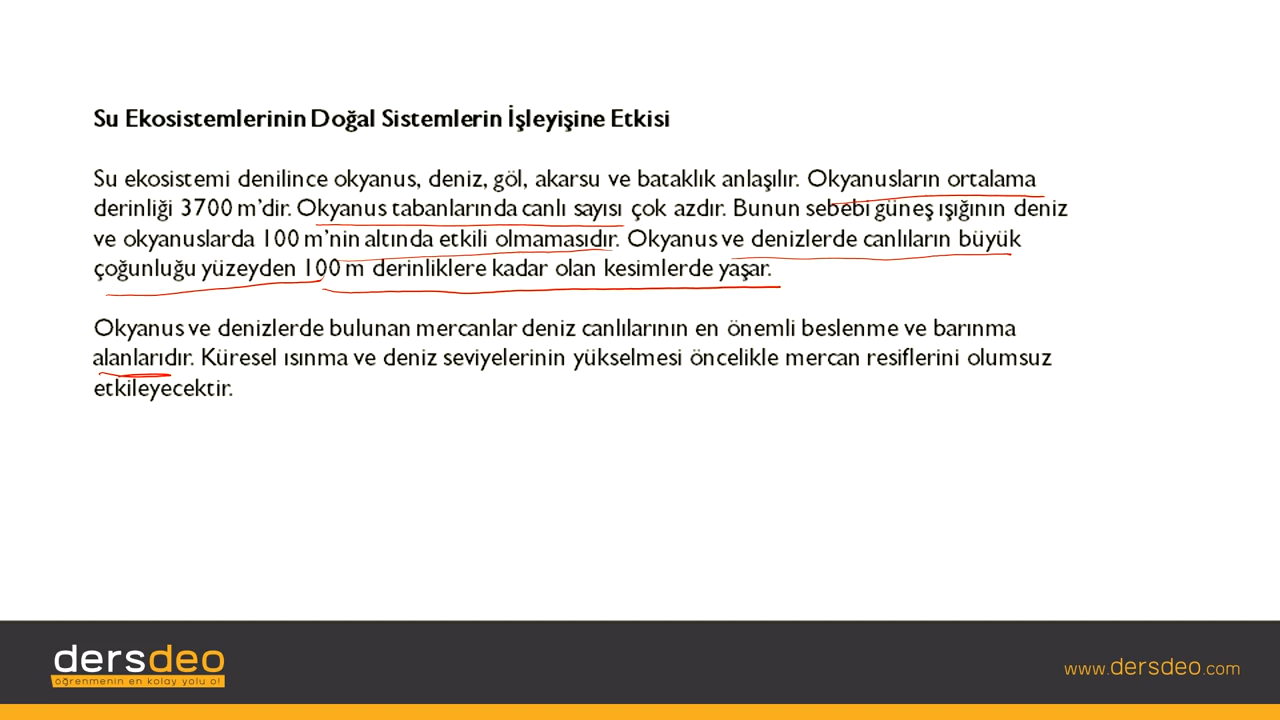 Su Ekosistemlerinin Doğal Sistemlerin İşleyişine Etkisi
Su ekosistemi denilince okyanus, deniz, göl, akarsu ve bataklık anlaşılır. Okyanusların ortalama
derinliği 3700 m’dir. Okyanus tabanlarında canlı sayısı çok azdır. Bunun sebebi güneş ışığının deniz
ve okyanuslarda 100 m’nin altında etkili olmamasıdır. Okyanus ve denizlerde canlıların büyük
çoğunluğu yüzeyden 100 m derinliklere kadar olan kesimlerde yaşar.
Okyanus ve denizlerde bulunan mercanlar deniz canlılarının en önemli beslenme ve barınma
alanlarıdır. Küresel ısınma ve deniz seviyelerinin yükselmesi öncelikle mercan resiflerini olumsuz
etkileyecektir.
dersdeo
öğrenmenin en kolay yolu o!
www.dersdeo.com